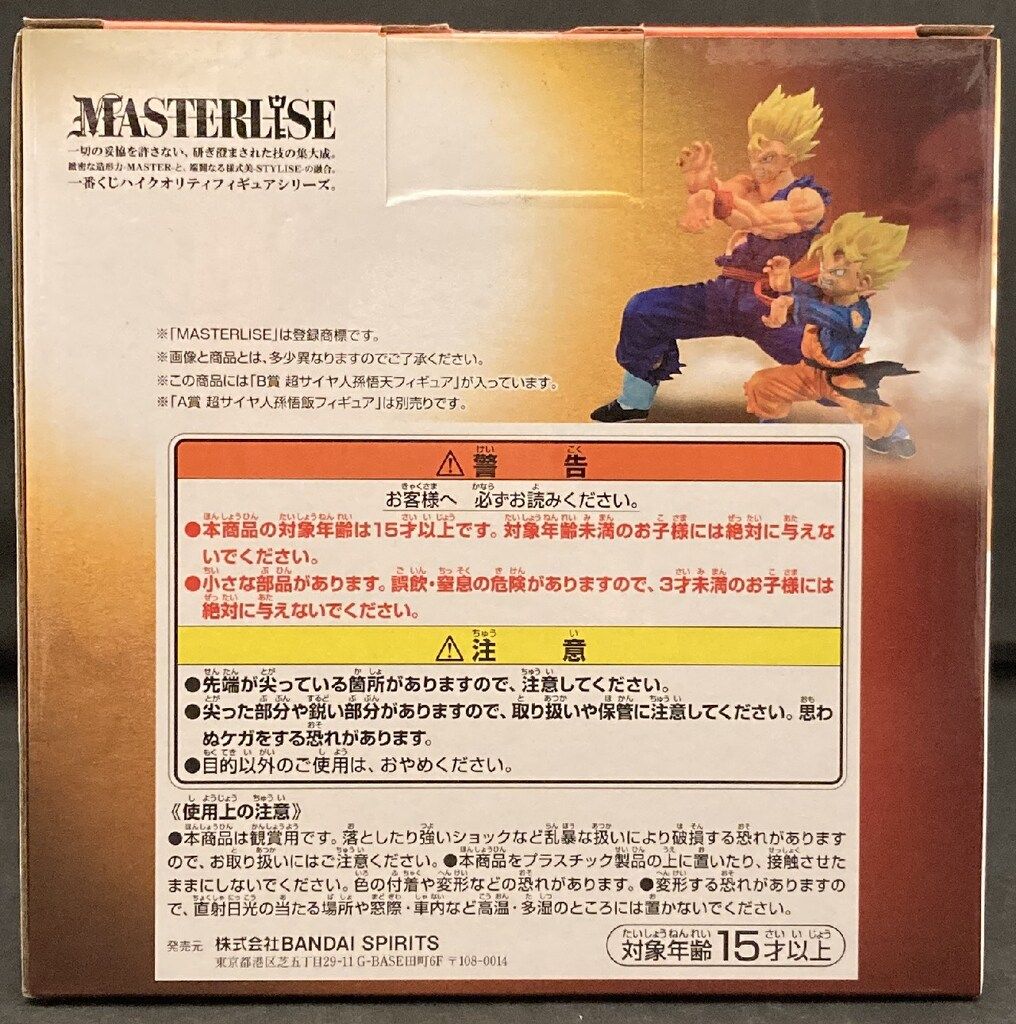 MASTERLISE
一切の妥協を許さない、研ぎ澄まされた技の集大成。
緻密な造形力-MASTER-と、端麗なる様式美-STYLISE-の融合。
一番くじハイクオリティフィギュアシリーズ。
※「MASTERLISE」は登録商標です。
※画像と商品とは、多少異なりますのでご了承ください。
※この商品には「B賞 超サイヤ人孫悟天フィギュア」が入っています。
※「A賞 超サイヤ人孫悟飯フィギュア」は別売りです。
⚠警告
お客様へ 必ずお読みください。
●本商品の対象年齢は15才以上です。対象年齢未満のお子様には絶対に与えな
いでください。
●小さな部品があります。誤飲・窒息の危険がありますので、3才未満のお子様には
絶対に与えないでください。
⚠注意
●先端が尖っている箇所がありますので、注意してください。
●尖った部分や鋭い部分がありますので、取り扱いや保管に注意してください。思わ
ぬケガをする恐れがあります。
●目的以外のご使用は、おやめください。
《使用上の注意》
●本商品は観賞用です。落としたり強いショックなど乱暴な扱いにより破損する恐れがあります
ので、お取り扱いにはご注意ください。●本商品をプラスチック製品の上に置いたり、接触させた
ままにしないでください。色の付着や変形などの恐れがあります。●変形する恐れがありますの
で、直射日光の当たる場所や窓際・車内など高温・多湿のところには置かないでください。
発売元 株式会社BANDAI SPIRITS
東京都港区芝五丁目29-11 G-BASE田町6F 〒108-0014
対象年齢15才以上